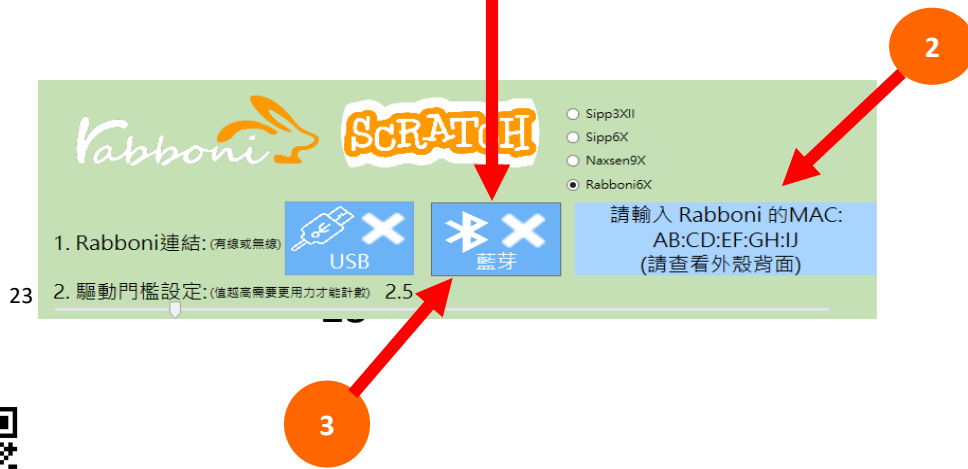 2
rabboni
SCRATCH
Sipp3XII
Sipp6X
Naxsen9X
Rabboni6X
1. Rabboni連結:(有線或無線)
USB
藍芽
請輸入 Rabboni 的MAC:
AB:CD:EF:GH:IJ
(請查看外殼背面)
23
2. 驅動門檻設定:(值越高需要更用力才能計數) 2.5
3